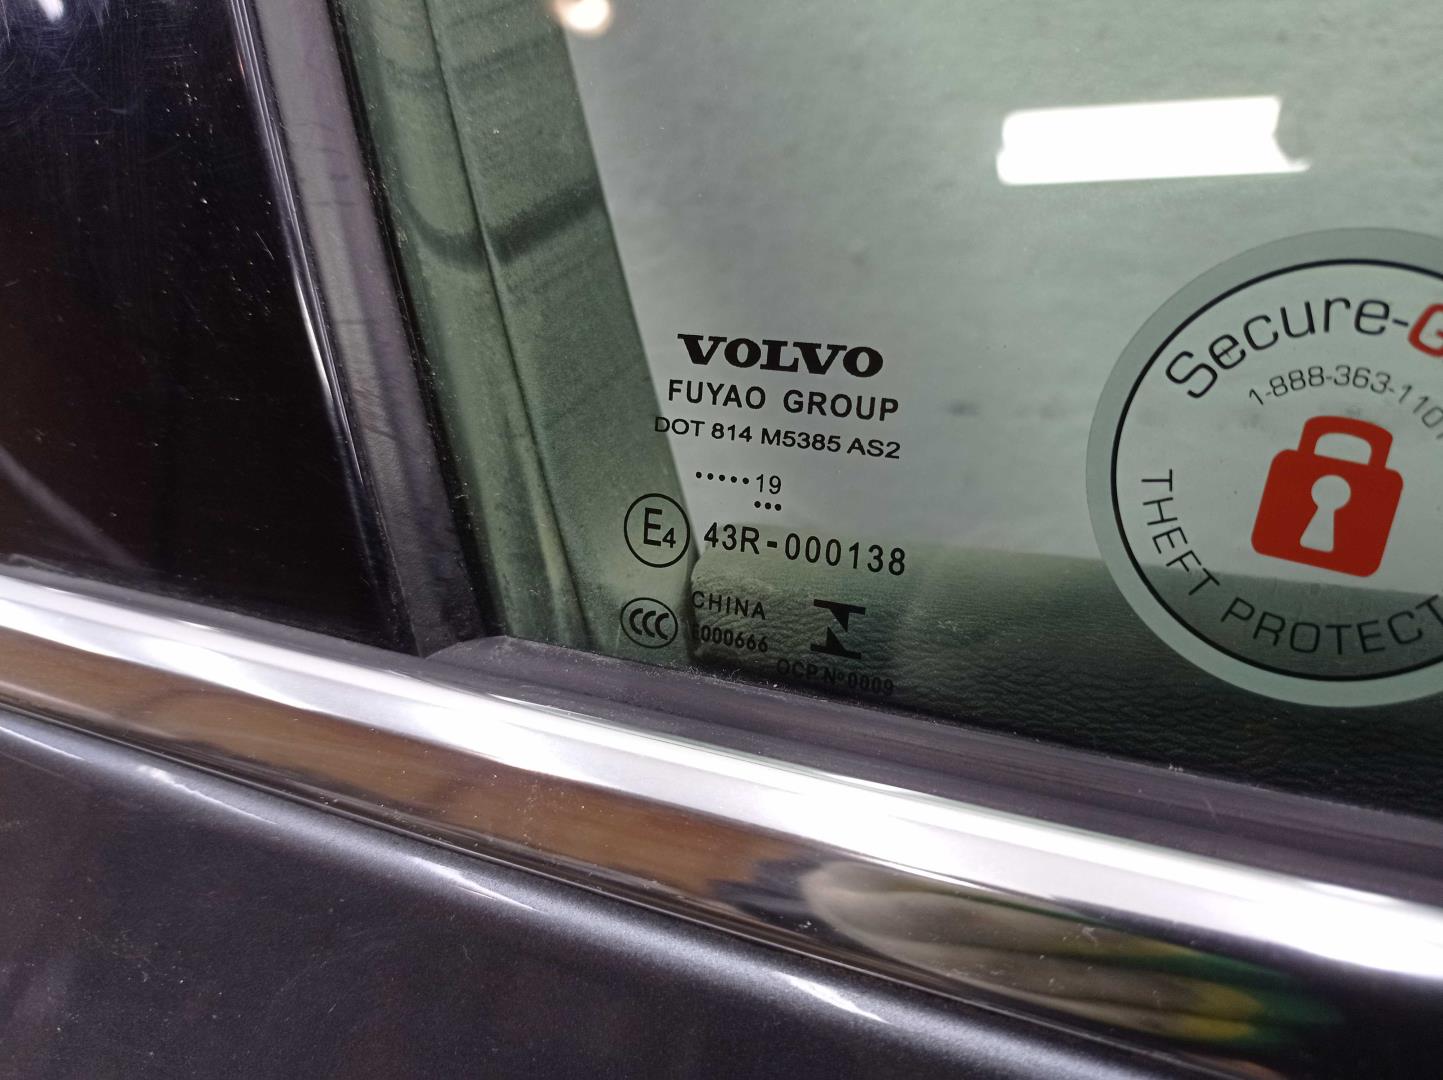 VOLVO
FUYAO GROUP
DOT 814 M5385 AS2
•••••19
•••
E4 43R-000138
CCC CHINA
E000666
OCP Nº 0009
Secure-G
1-888-363-110
THEFT PROTECT